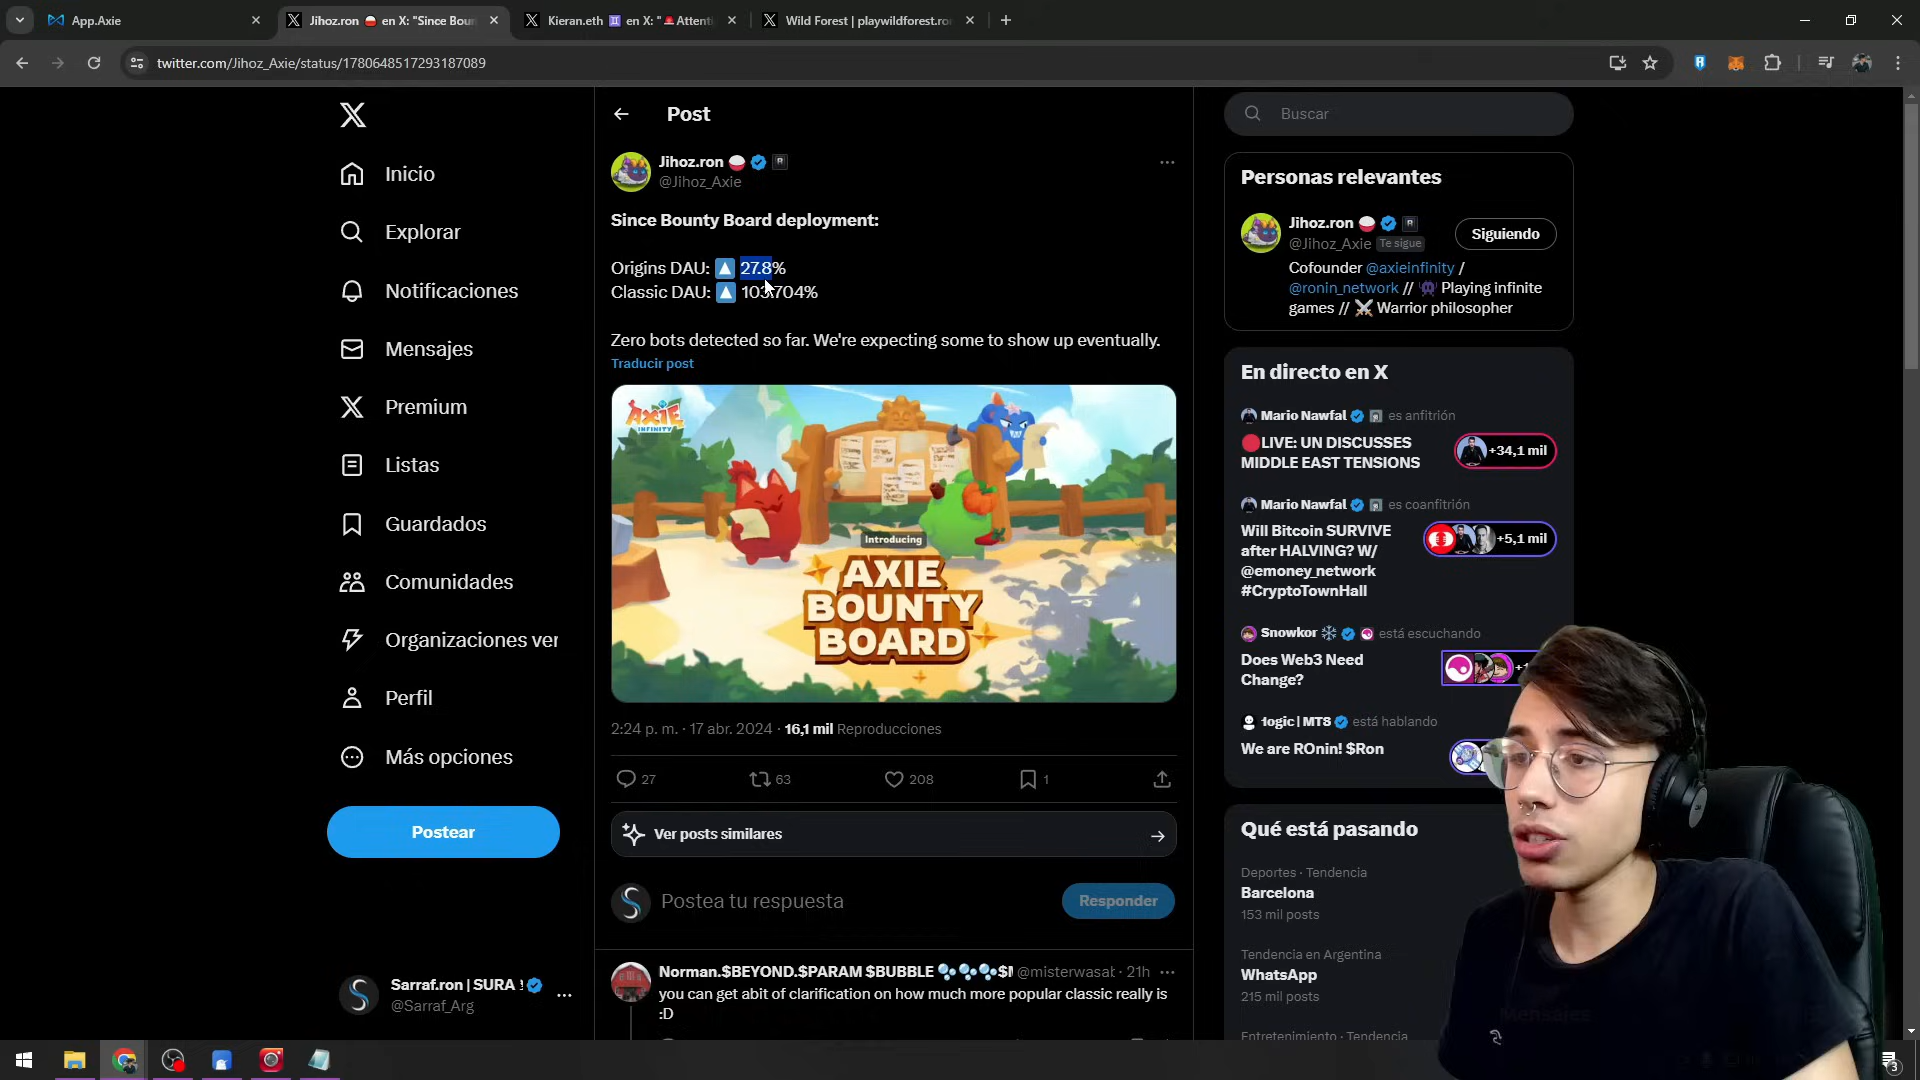 App.Axie
Jihoz.ron en X: "Since Boun
Kieran.eth en X: "🚨Attenti
Wild Forest | playwildforest.ron
twitter.com/Jihoz_Axie/status/1780648517293187089
Inicio
Explorar
Notificaciones
Mensajes
Premium
Listas
Guardados
Comunidades
Organizaciones ver
Perfil
Más opciones
Postear
Sarraf.ron | SURA
@Sarraf_Arg
Post
Jihoz.ron
@Jihoz_Axie
Since Bounty Board deployment:
Origins DAU: 🔼 27.8%
Classic DAU: 🔼 103.704%
Zero bots detected so far. We're expecting some to show up eventually.
Traducir post
AXIE
INFINITY
Introducing
AXIE
BOUNTY
BOARD
2:24 p. m. · 17 abr. 2024 · 16,1 mil Reproducciones
27
63
208
1
Ver posts similares
Postea tu respuesta
Responder
Norman.$BEYOND.$PARAM $BUBBLE @misterwasat · 21h
you can get abit of clarification on how much more popular classic really is
:D
Buscar
Personas relevantes
Jihoz.ron
@Jihoz_Axie Te sigue
Siguiendo
Cofounder @axieinfinity /
@ronin_network // 👾 Playing infinite
games // ⚔️ Warrior philosopher
En directo en X
Mario Nawfal es anfitrión
🔴LIVE: UN DISCUSSES
MIDDLE EAST TENSIONS
+34,1 mil
Mario Nawfal es coanfitrión
Will Bitcoin SURVIVE
after HALVING? W/
@emoney_network
#CryptoTownHall
+5,1 mil
Snowkor ❄️ está escuchando
Does Web3 Need
Change?
1ogic | MT8 está hablando
We are ROnin! $Ron
Qué está pasando
Deportes · Tendencia
Barcelona
153 mil posts
Tendencia en Argentina
WhatsApp
215 mil posts
Entretenimiento · Tendencia
Mensajes
3